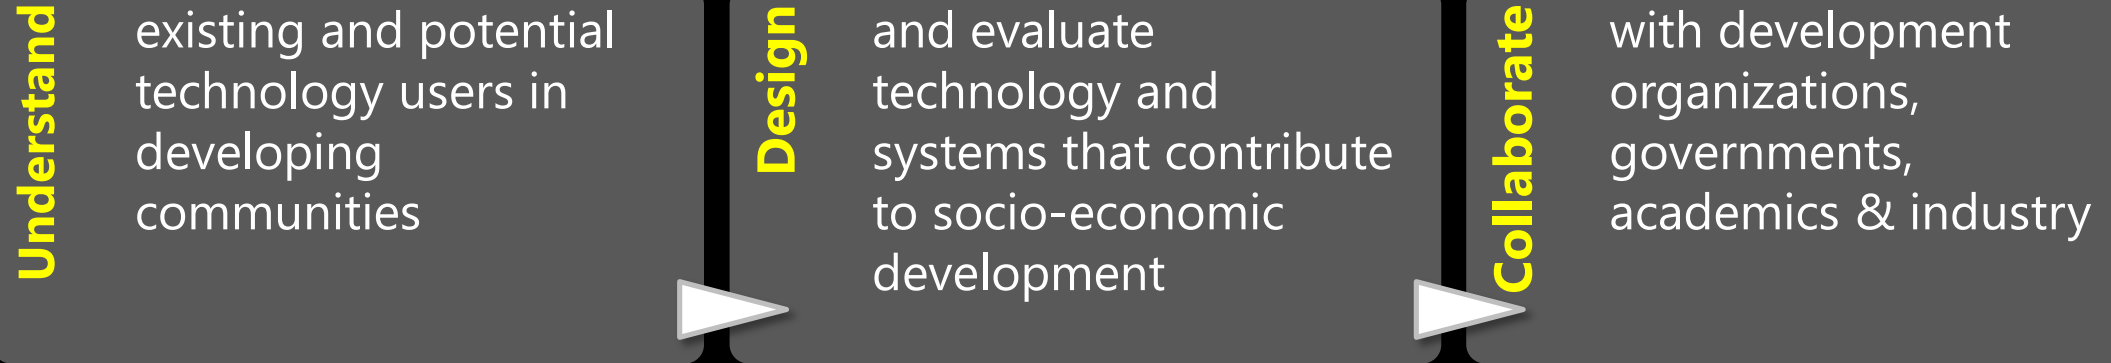 Understand
existing and potential
technology users in
developing
communities
Design
and evaluate
technology and
systems that contribute
to socio-economic
development
Collaborate
with development
organizations,
governments,
academics & industry